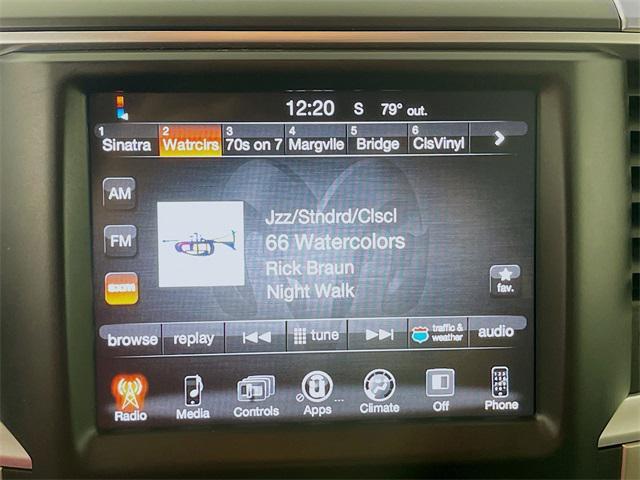 12:20 S 79° out.
1 2 3 4 5 6
Sinatra Watrclrs 70s on 7 Margvlle Bridge ClsVinyl
AM
FM
Jzz/Stndrd/Clscl
66 Watercolors
Rick Braun
Night Walk
fav.
browse replay tune traffic & weather audio
Radio Media Controls Apps ... Climate Off Phone